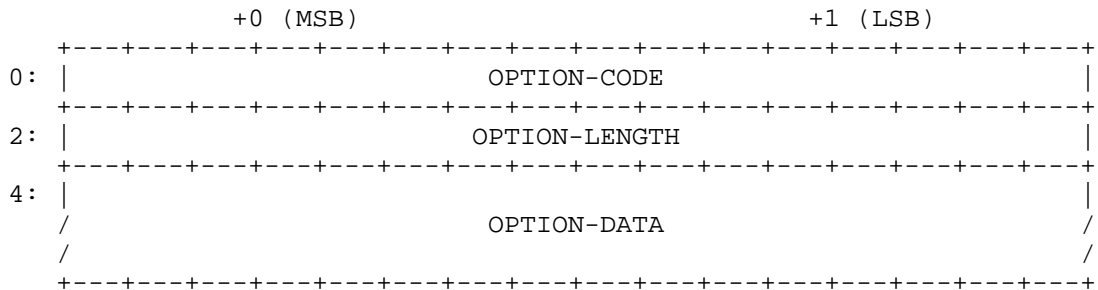 +0 (MSB)                            +1 (LSB)
   +---+---+---+---+---+---+---+---+---+---+---+---+---+---+---+---+
0: |                          OPTION-CODE                          |
   +---+---+---+---+---+---+---+---+---+---+---+---+---+---+---+---+
2: |                         OPTION-LENGTH                         |
   +---+---+---+---+---+---+---+---+---+---+---+---+---+---+---+---+
4: |                                                               |
   /                          OPTION-DATA                          /
   /                                                               /
   +---+---+---+---+---+---+---+---+---+---+---+---+---+---+---+---+